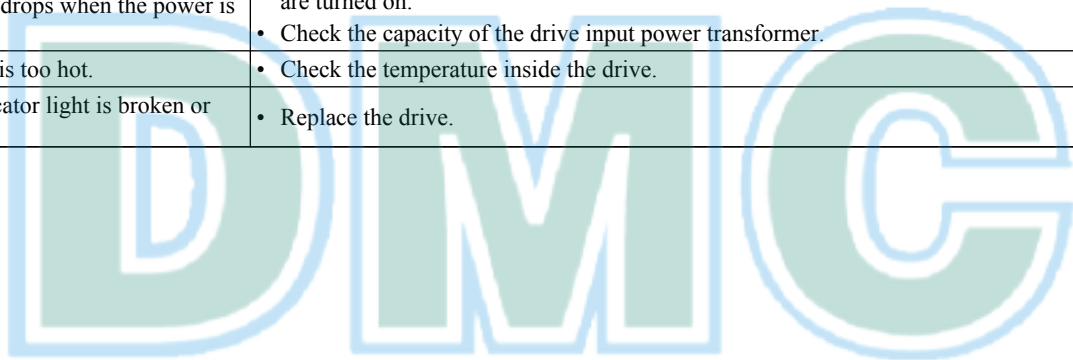 drops when the power is
are turned on.
• Check the capacity of the drive input power transformer.
is too hot.
• Check the temperature inside the drive.
cator light is broken or
• Replace the drive.
DMC